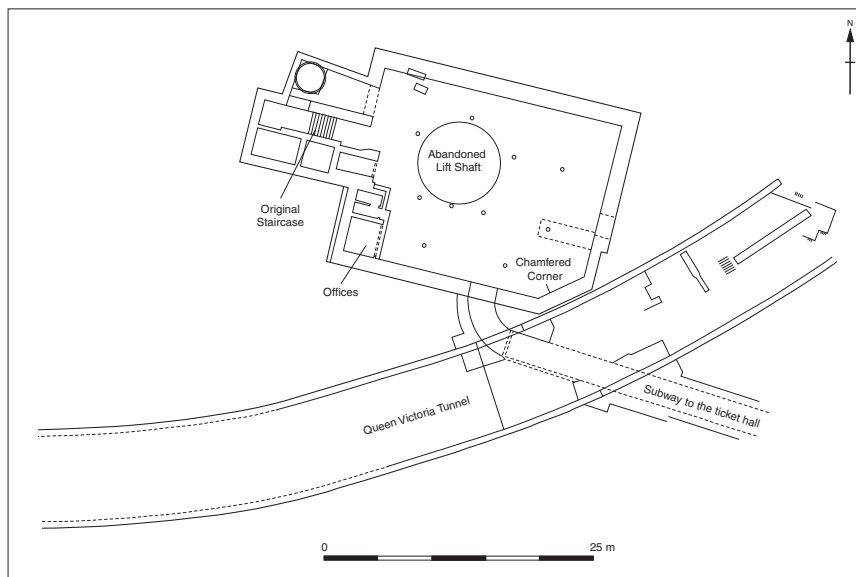 N
Abandoned
Lift Shaft
Original
Staircase
Offices
Chamfered
Corner
Queen Victoria Tunnel
Subway to the ticket hall
0
25 m